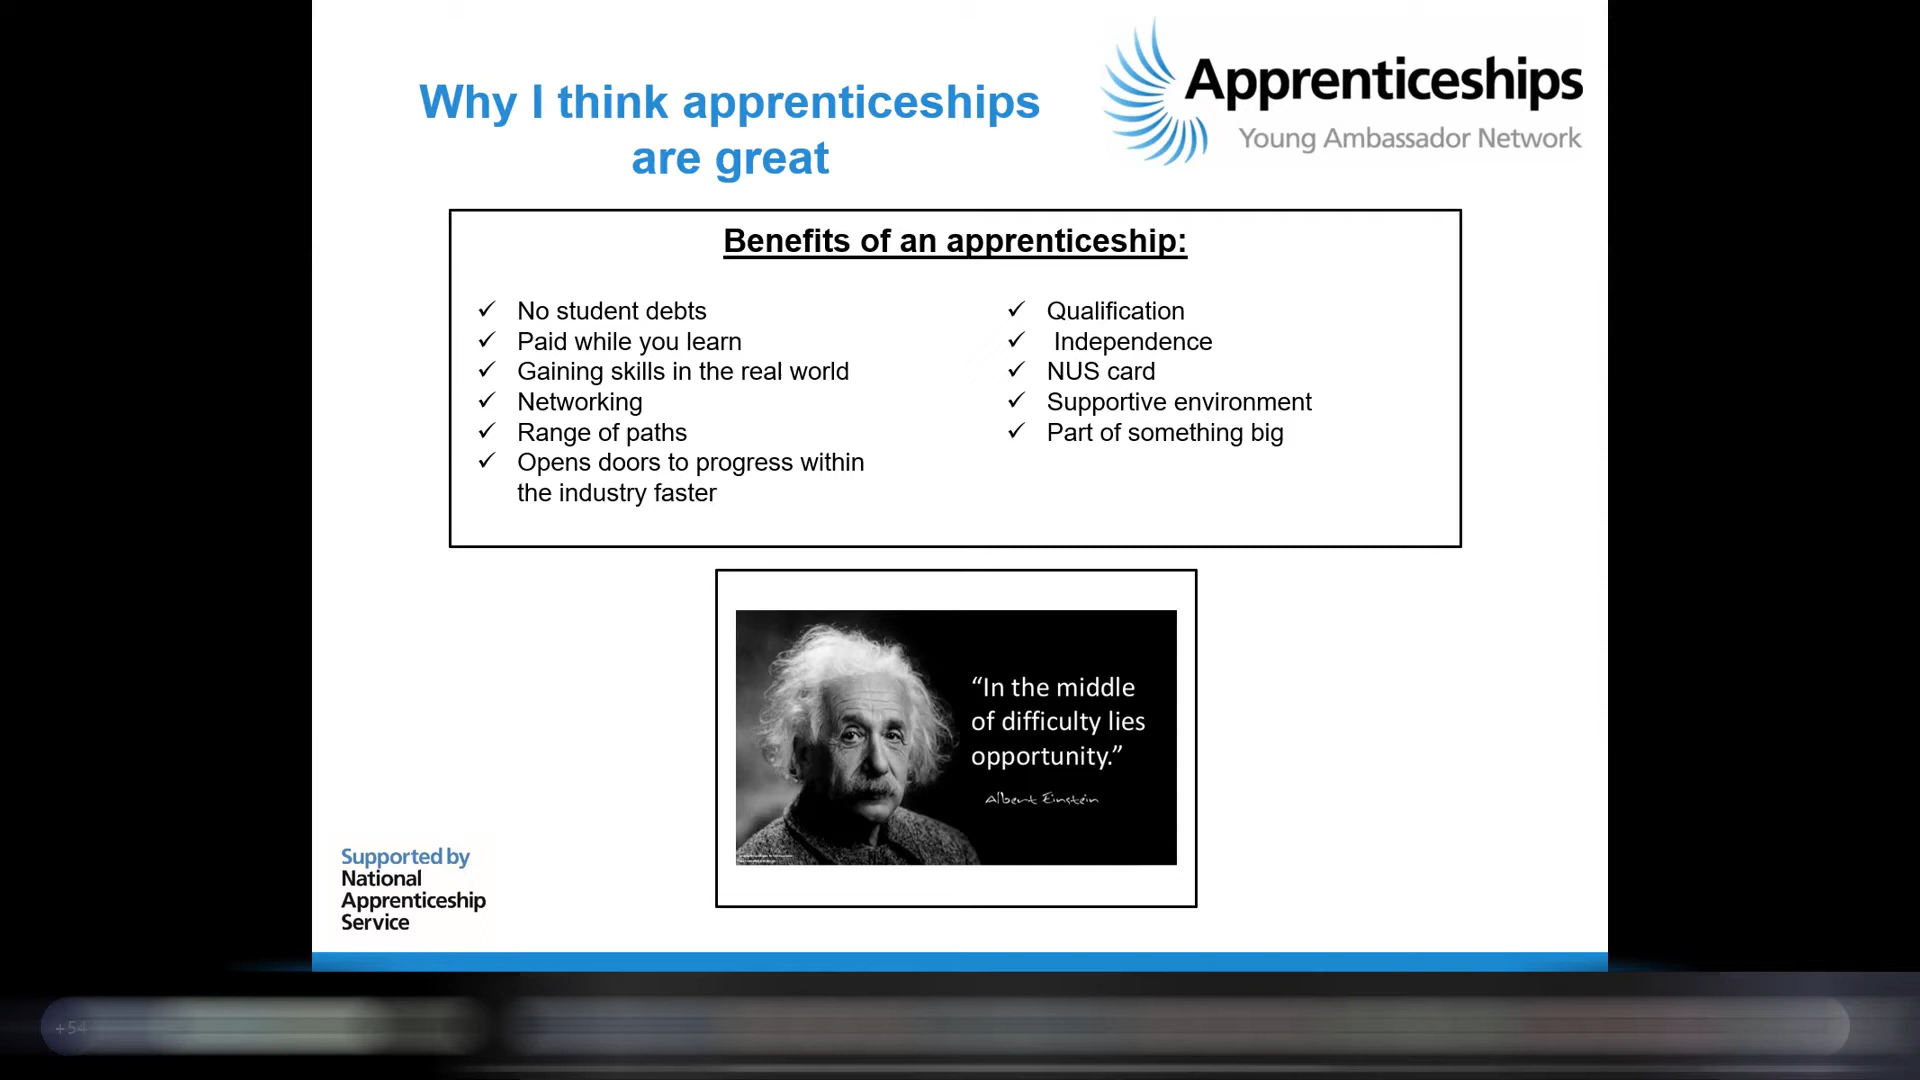 Why I think apprenticeships
are great
Apprenticeships
Young Ambassador Network
Benefits of an apprenticeship:
✓ No student debts
✓ Paid while you learn
✓ Gaining skills in the real world
✓ Networking
✓ Range of paths
✓ Opens doors to progress within
the industry faster
✓ Qualification
✓ Independence
✓ NUS card
✓ Supportive environment
✓ Part of something big
“In the middle
of difficulty lies
opportunity.”
Albert Einstein
Supported by
National
Apprenticeship
Service
+54